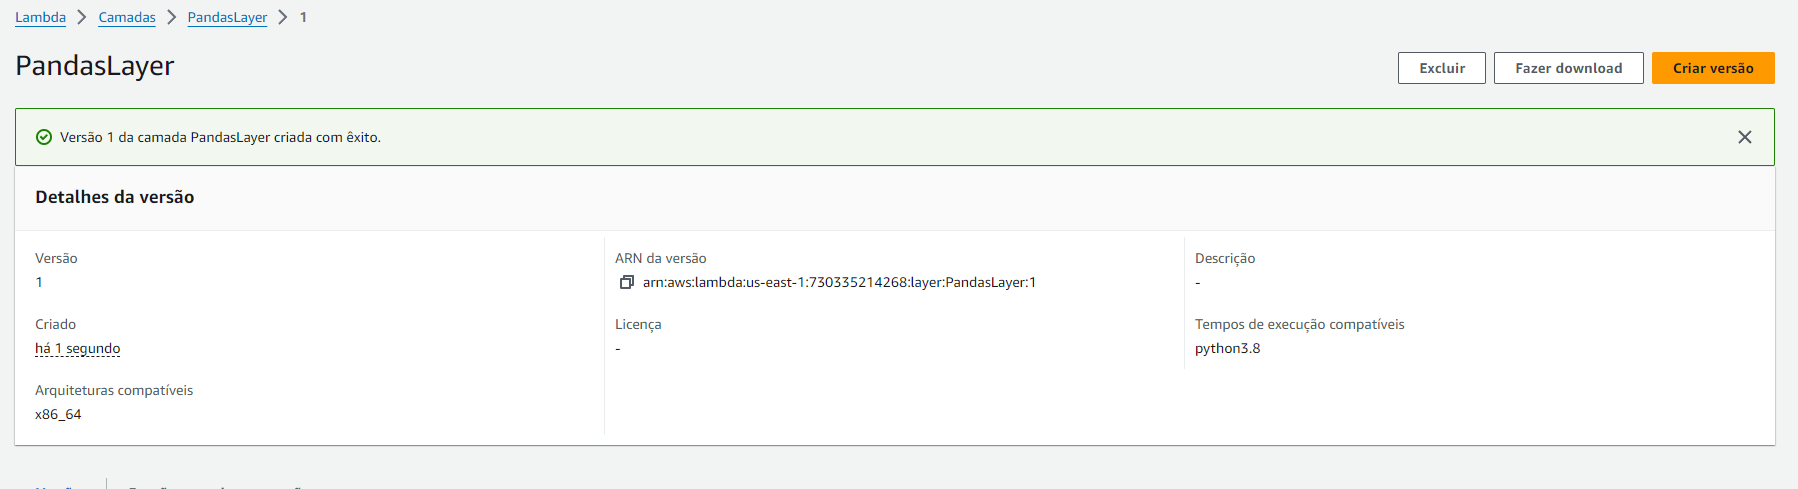 Lambda > Camadas > PandasLayer > 1
PandasLayer
Excluir
Fazer download
Criar versão
Versão 1 da camada PandasLayer criada com êxito.
Detalhes da versão
Versão
1
ARN da versão
arn:aws:lambda:us-east-1:730335214268:layer:PandasLayer:1
Descrição
-
Criado
há 1 segundo
Licença
-
Tempos de execução compatíveis
python3.8
Arquiteturas compatíveis
x86_64